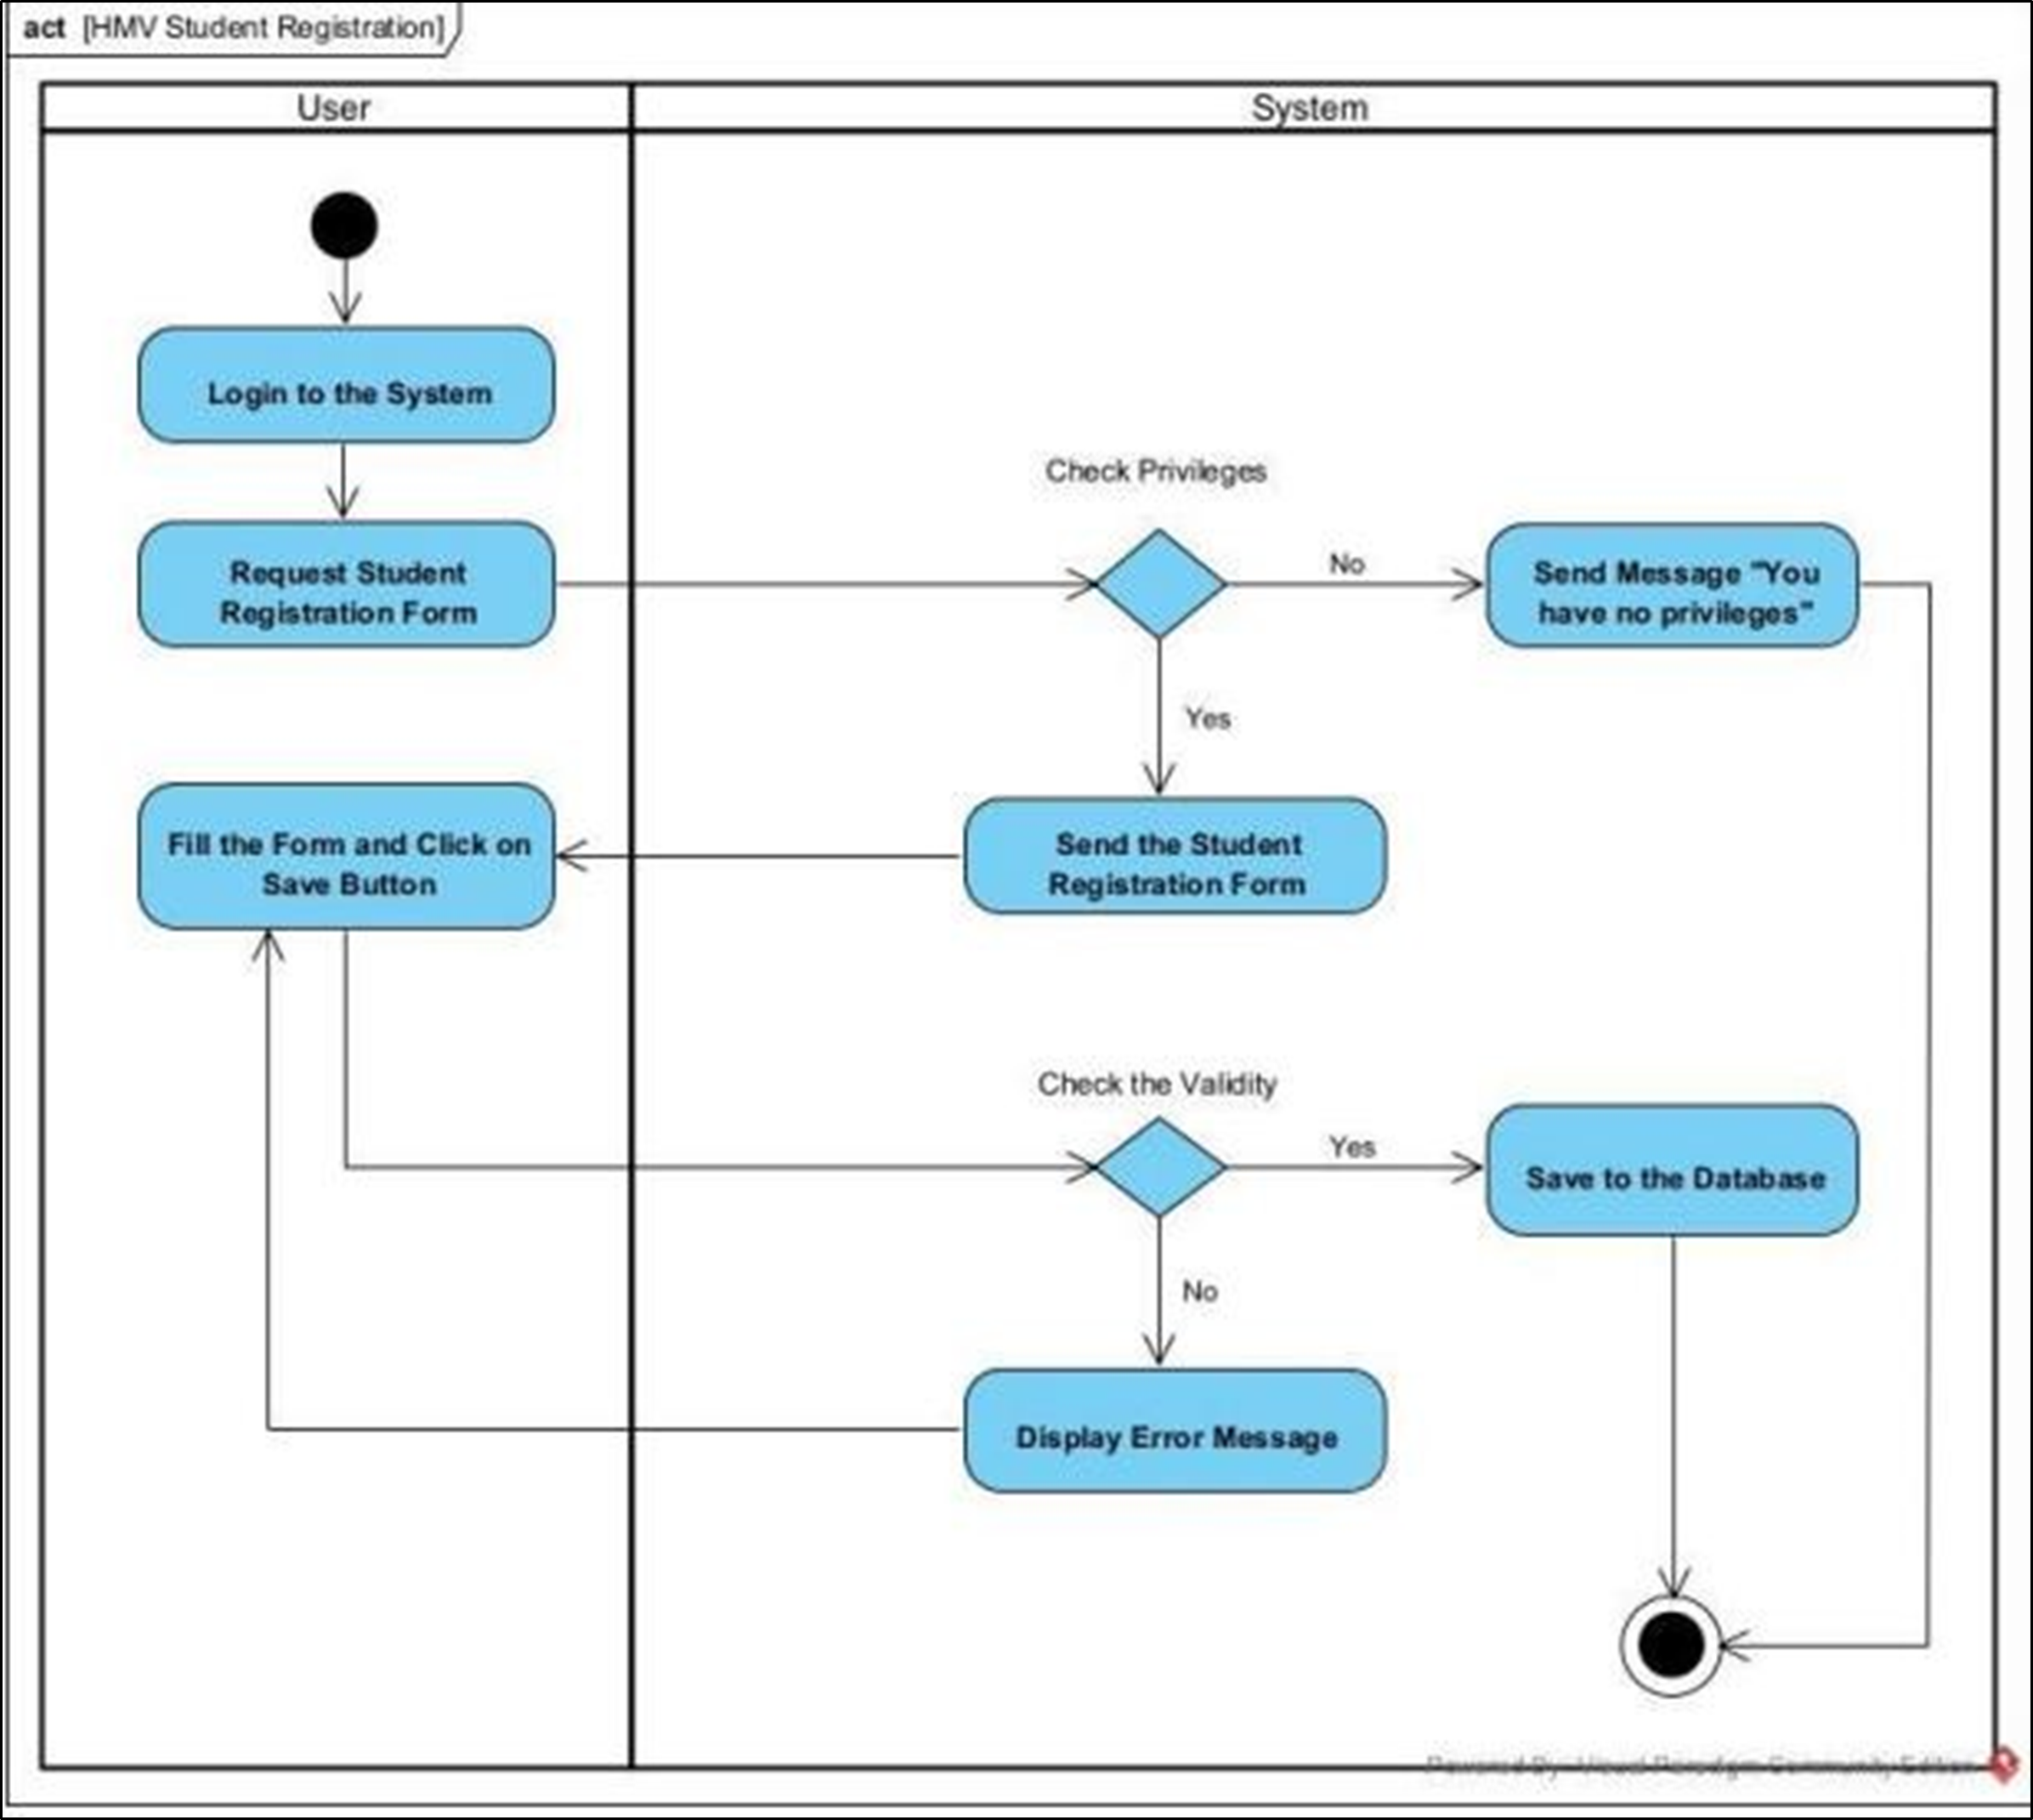 act [HMV Student Registration]
User
System
Login to the System
Check Privileges
Request Student
Registration Form
No
Send Message "You
have no privileges"
Yes
Fill the Form and Click on
Save Button
Send the Student
Registration Form
Check the Validity
Yes
Save to the Database
No
Display Error Message
Powered By Visual Paradigm Community Edition